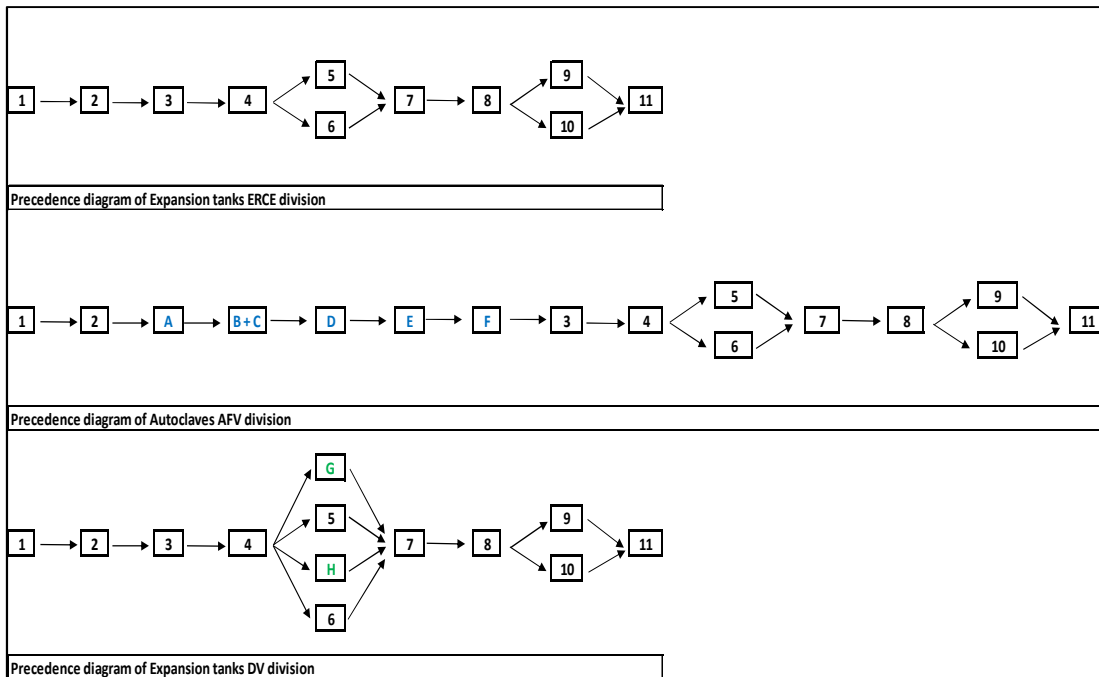 5 9
1 2 3 4 7 8 11
6 10
Precedence diagram of Expansion tanks ERCE division
5 9
1 2 A B + C D E F 3 4 7 8 11
6 10
Precedence diagram of Autoclaves AFV division
G
5 9
1 2 3 4 7 8 11
H 10
6
Precedence diagram of Expansion tanks DV division